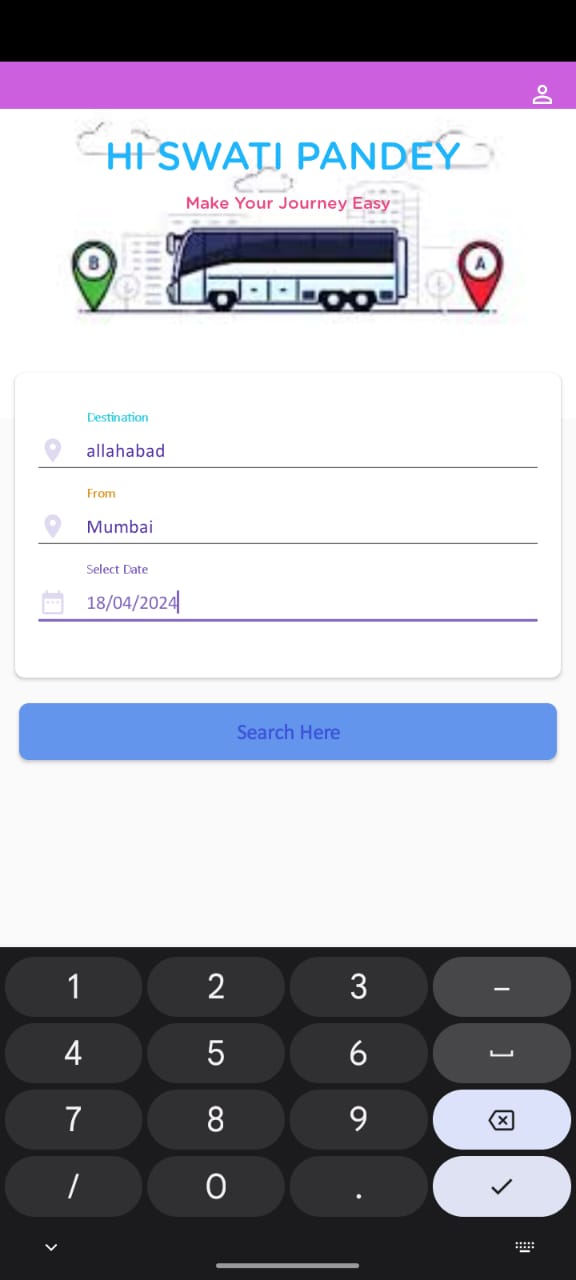 HI SWATI PANDEY
Make Your Journey Easy
B
A
Destination
allahabad
From
Mumbai
Select Date
18/04/2024
Search Here
1 2 3 –
4 5 6
7 8 9
/ 0 .